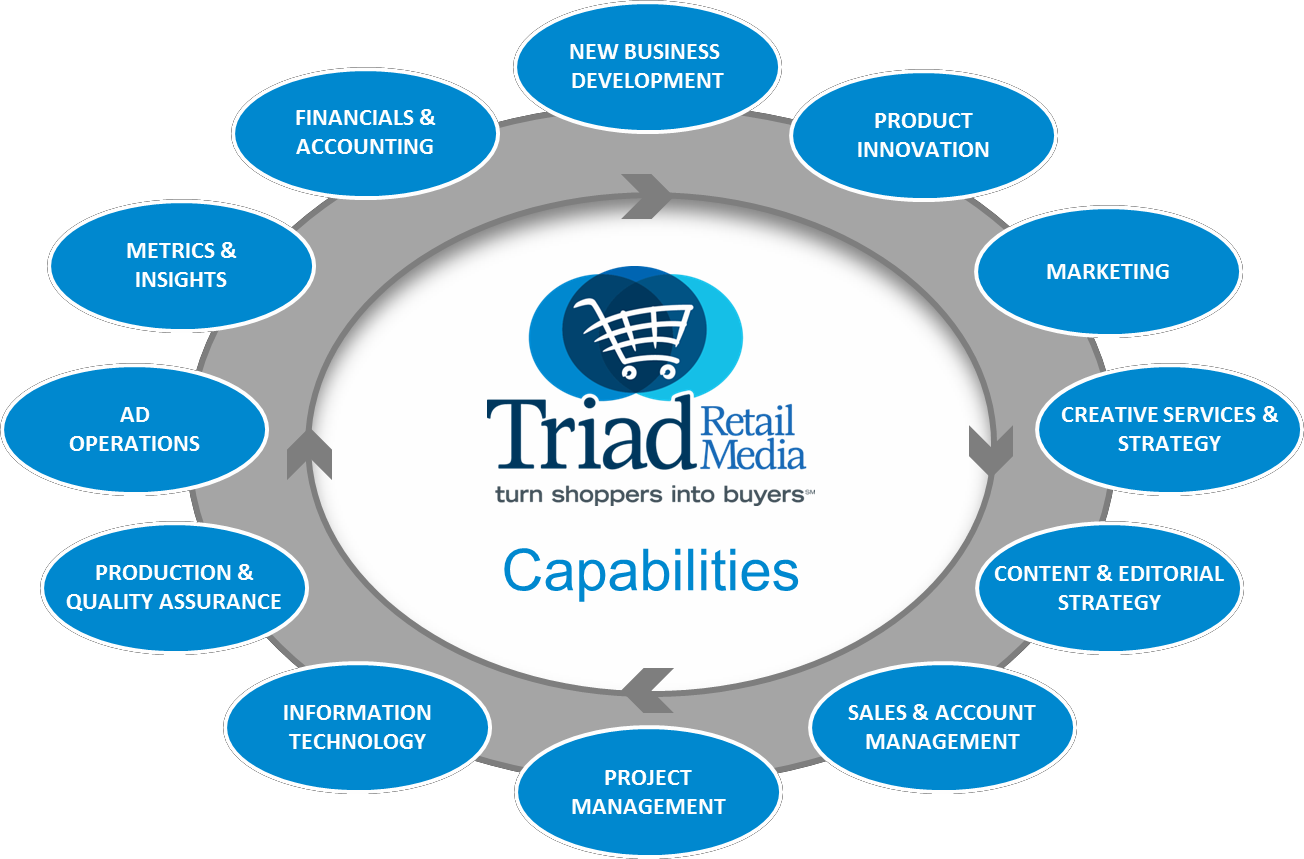 NEW BUSINESS
DEVELOPMENT
PRODUCT
INNOVATION
MARKETING
CREATIVE SERVICES &
STRATEGY
CONTENT & EDITORIAL
STRATEGY
SALES & ACCOUNT
MANAGEMENT
PROJECT
MANAGEMENT
INFORMATION
TECHNOLOGY
PRODUCTION &
QUALITY ASSURANCE
AD
OPERATIONS
METRICS &
INSIGHTS
FINANCIALS &
ACCOUNTING
Triad Retail
Media
turn shoppers into buyers℠
Capabilities